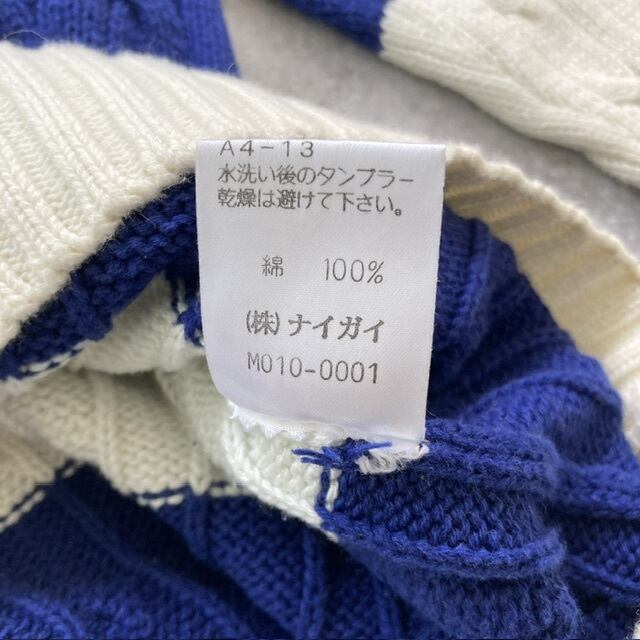 A4-13
水洗い後のタンブラー
乾燥は避けて下さい。
綿 100%
(株)ナイガイ
M010-0001